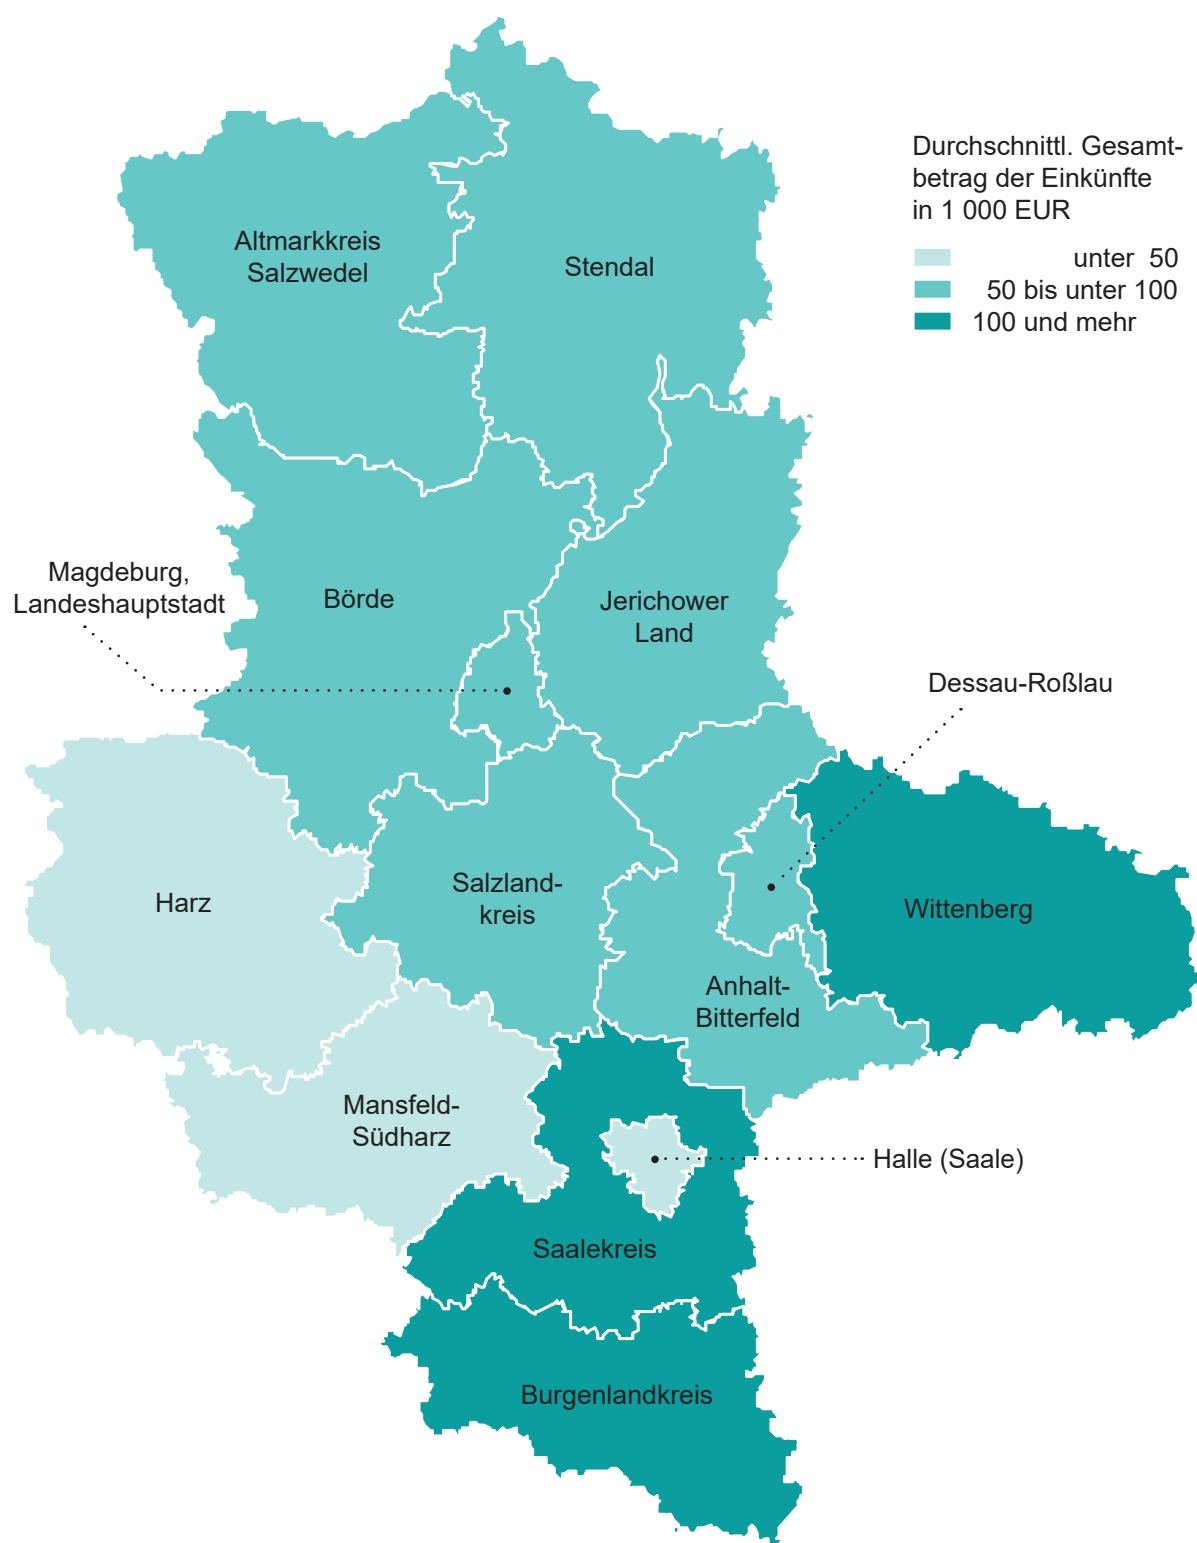 Durchschnittl. Gesamt-
betrag der Einkünfte
in 1 000 EUR
unter 50
50 bis unter 100
100 und mehr
Altmarkkreis
Salzwedel
Stendal
Magdeburg,
Landeshauptstadt
Börde
Jerichower
Land
Dessau-Roßlau
Harz
Salzland-
kreis
Wittenberg
Anhalt-
Bitterfeld
Mansfeld-
Südharz
Halle (Saale)
Saalekreis
Burgenlandkreis